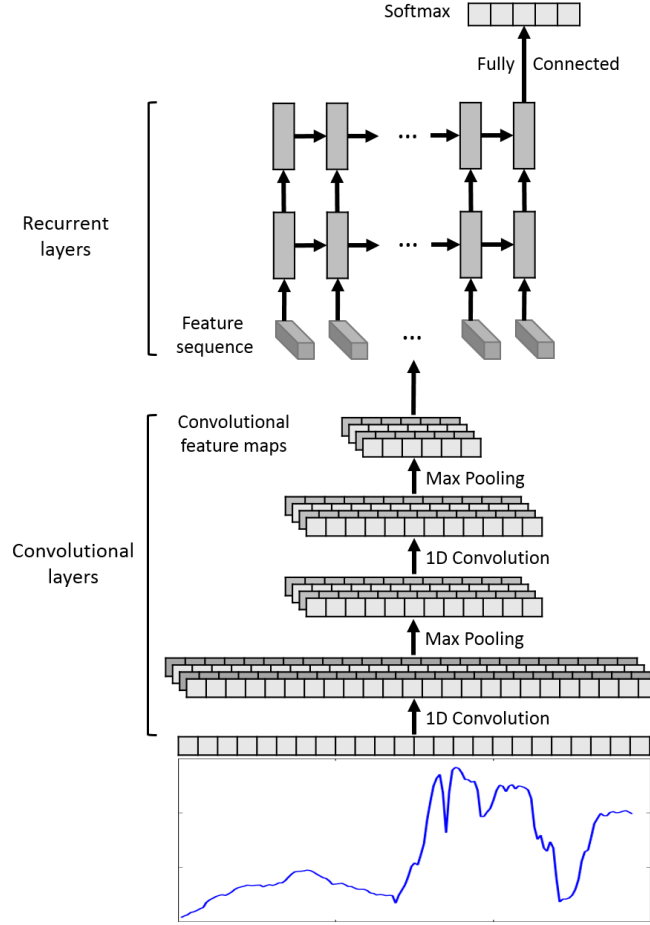 Softmax
Fully Connected
...
Recurrent
layers
...
Feature
sequence
...
Convolutional
feature maps
Max Pooling
Convolutional
layers
1D Convolution
Max Pooling
1D Convolution